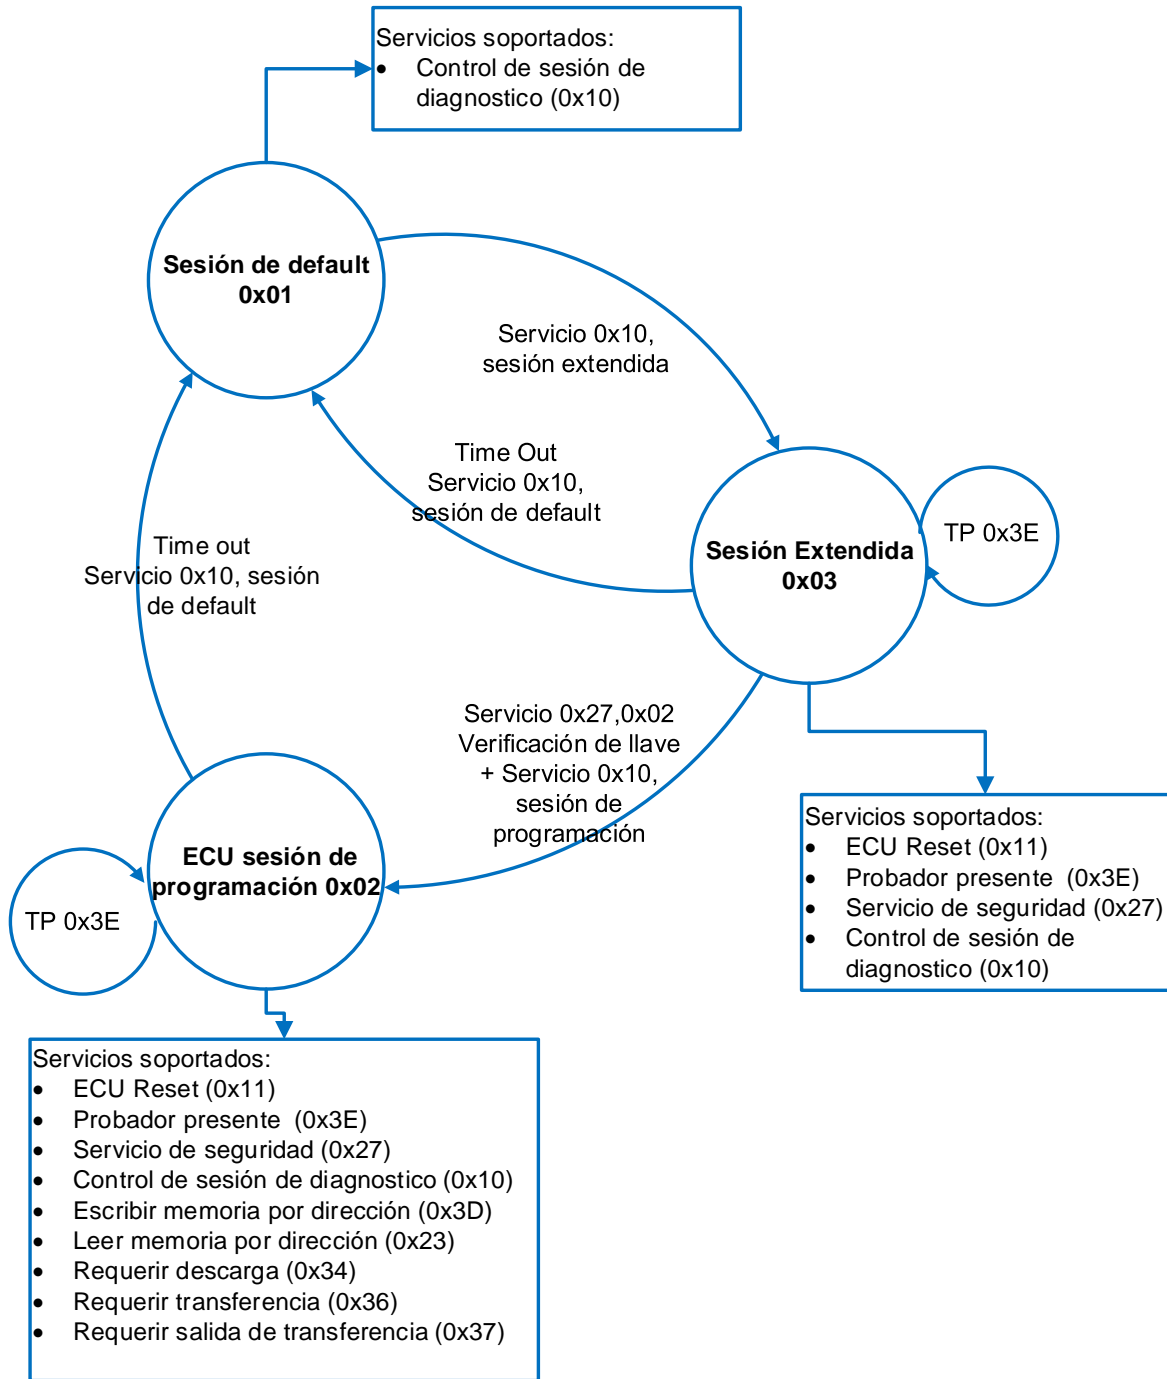 Servicios soportados:
• Control de sesión de
diagnostico (0x10)
Sesión de default
0x01
Servicio 0x10,
sesión extendida
Time Out
Servicio 0x10,
sesión de default
Sesión Extendida
0x03
TP 0x3E
Time out
Servicio 0x10, sesión
de default
Servicio 0x27,0x02
Verificación de llave
+ Servicio 0x10,
sesión de
programación
ECU sesión de
programación 0x02
TP 0x3E
Servicios soportados:
• ECU Reset (0x11)
• Probador presente (0x3E)
• Servicio de seguridad (0x27)
• Control de sesión de
diagnostico (0x10)
Servicios soportados:
• ECU Reset (0x11)
• Probador presente (0x3E)
• Servicio de seguridad (0x27)
• Control de sesión de diagnostico (0x10)
• Escribir memoria por dirección (0x3D)
• Leer memoria por dirección (0x23)
• Requerir descarga (0x34)
• Requerir transferencia (0x36)
• Requerir salida de transferencia (0x37)